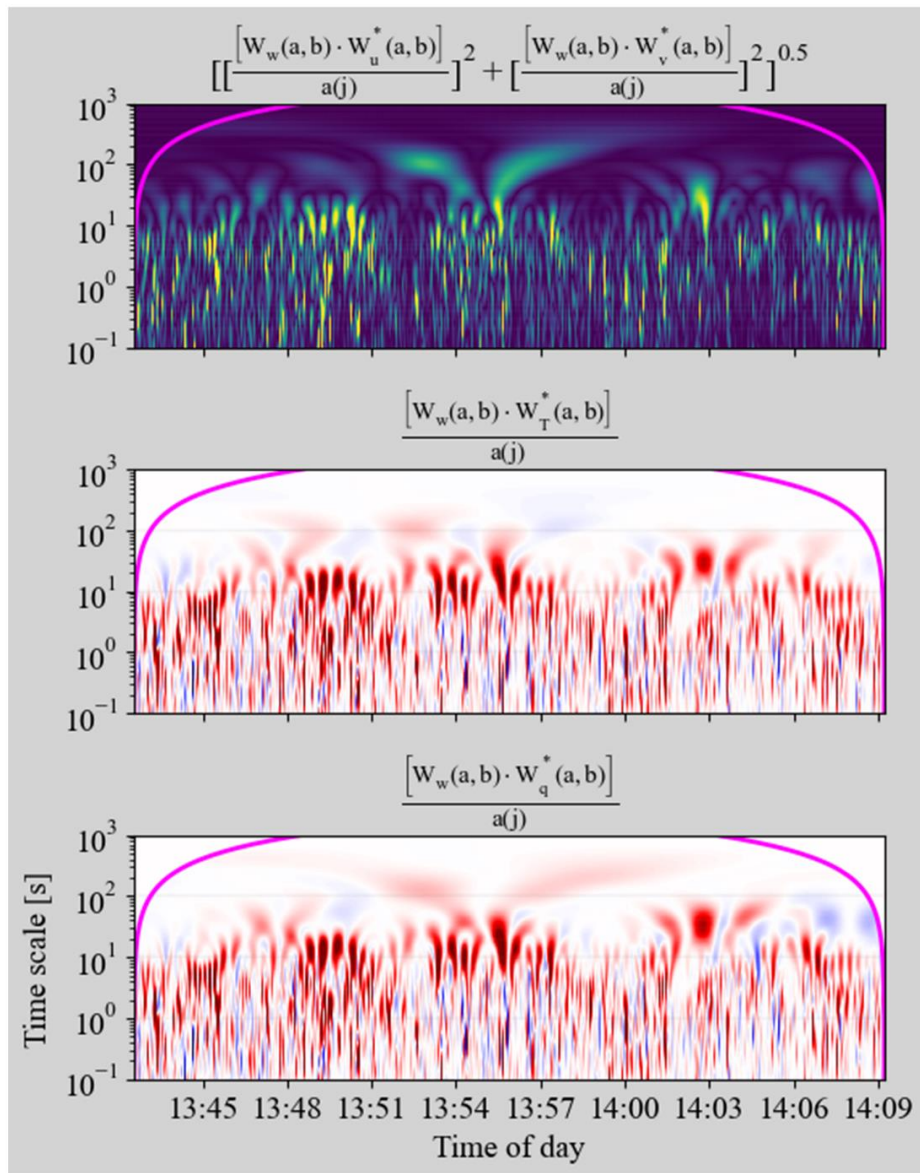 [[[W_w(a, b) · W_u^*(a, b)]/a(j)]^2 + [[W_w(a, b) · W_v^*(a, b)]/a(j)]^2]^0.5
10^3
10^2
10^1
10^0
10^-1
[W_w(a, b) · W_T^*(a, b)]/a(j)
10^3
10^2
10^1
10^0
10^-1
[W_w(a, b) · W_q^*(a, b)]/a(j)
Time scale [s]
10^3
10^2
10^1
10^0
10^-1
13:45 13:48 13:51 13:54 13:57 14:00 14:03 14:06 14:09
Time of day